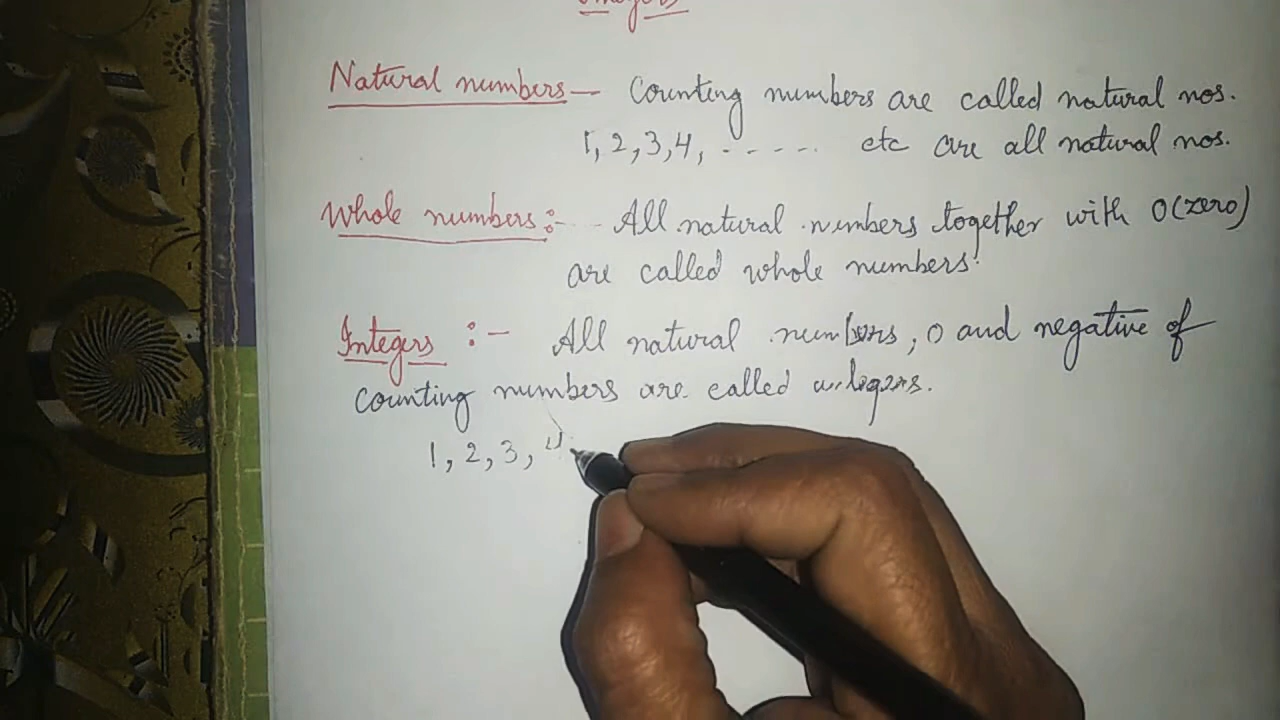 Integers
Natural numbers — Counting numbers are called natural nos.
1, 2, 3, 4, ..... etc are all natural nos.
Whole numbers :- All natural numbers together with 0 (zero)
are called whole numbers.
Integers :- All natural numbers, 0 and negative of
counting numbers are called integers.
1, 2, 3, 4